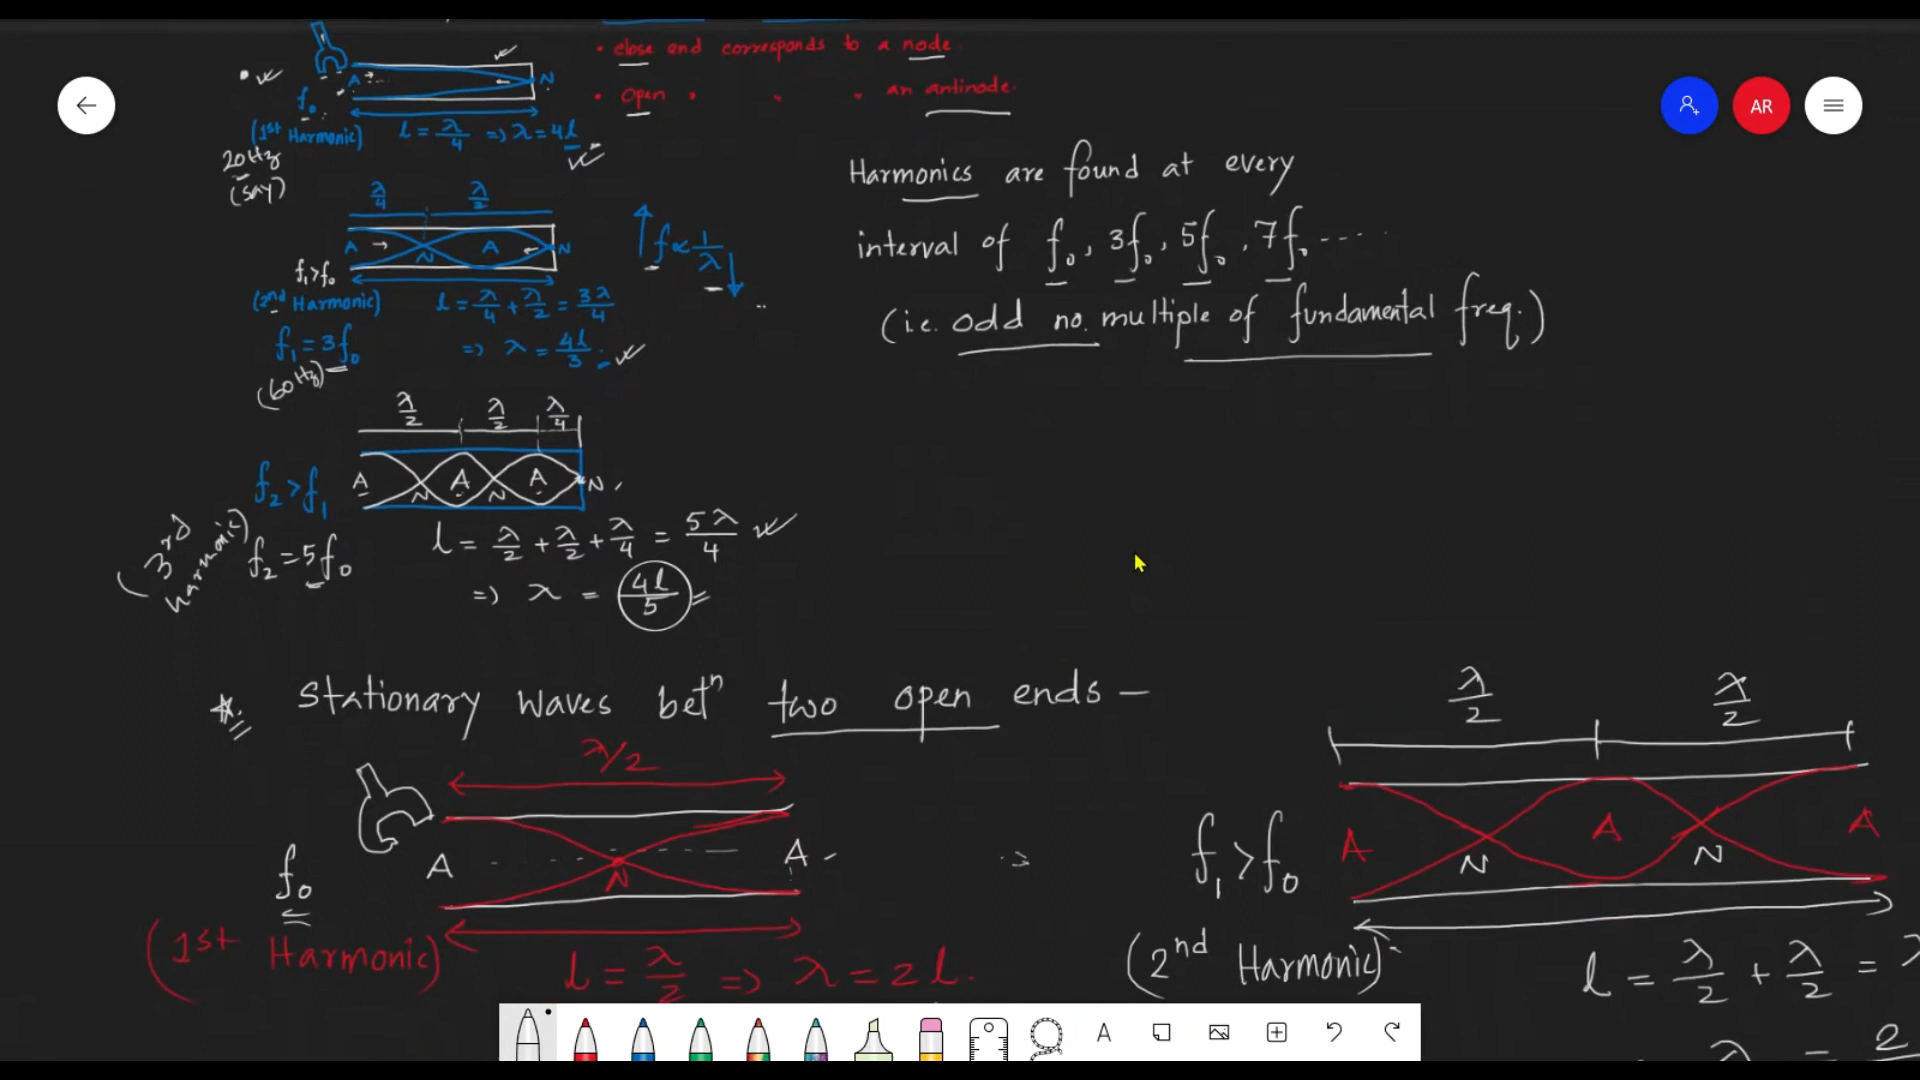 • close end corresponds to a node.
• open " " " an antinode.
A N
f₀
(1st Harmonic) l = λ/4 => λ = 4l
20Hz
(say)
Harmonics are found at every
interval of f₀, 3f₀, 5f₀, 7f₀ ----
(i.e. odd no. multiple of fundamental freq.)
λ/4 λ/2
A N A N
f₁>f₀
f ∝ 1/λ
(2nd Harmonic) l = λ/4 + λ/2 = 3λ/4
f₁ = 3f₀ => λ = 4l/3
(60Hz)
λ/2 λ/2 λ/4
f₂>f₁ A N A N A N
l = λ/2 + λ/2 + λ/4 = 5λ/4
(3rd harmonic) f₂ = 5f₀
=> λ = 4l/5
*. Stationary waves betⁿ two open ends —
λ/2
A N A
f₀
(1st Harmonic)
l = λ/2 => λ = 2l.
λ/2 λ/2
f₁>f₀ A N A N A
(2nd Harmonic)
l = λ/2 + λ/2 =
AR
A